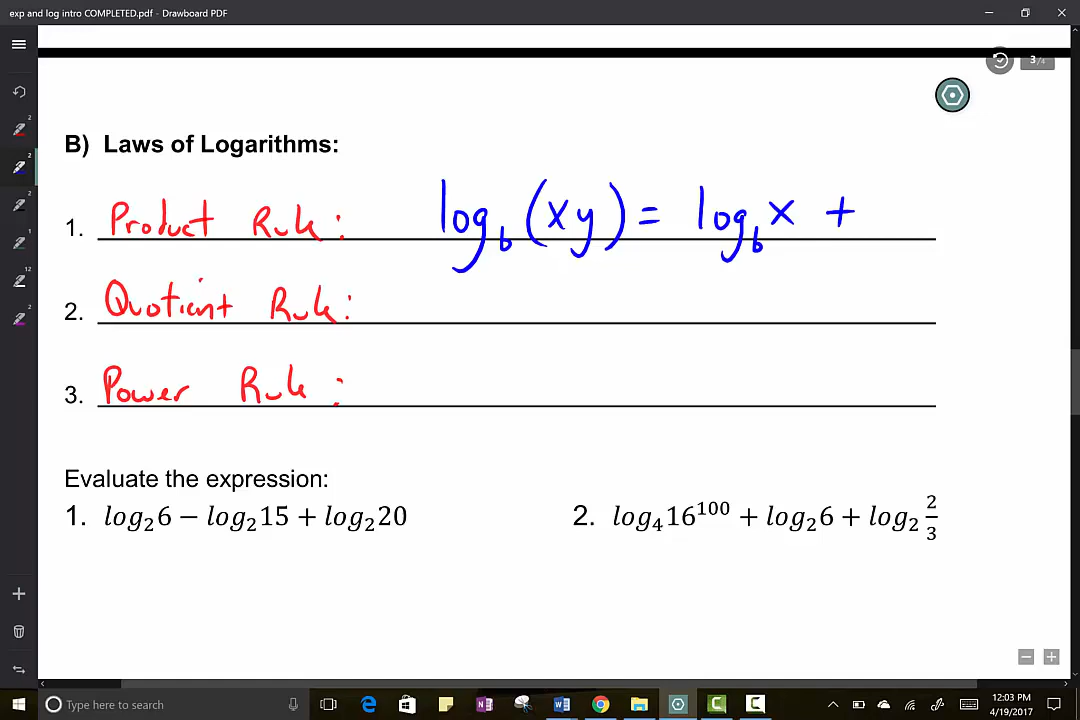 exp and log intro COMPLETED.pdf - Drawboard PDF
3/4
B) Laws of Logarithms:
1. Product Rule: log_b (xy) = log_b x +
2. Quotient Rule:
3. Power Rule:
Evaluate the expression:
1. log₂6 − log₂15 + log₂20
2. log₄16¹⁰⁰ + log₂6 + log₂ 2/3
Type here to search
12:03 PM
4/19/2017